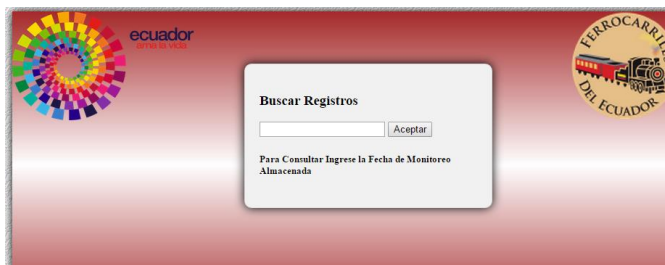 ecuador
ama la vida
FERROCARRILES
DEL ECUADOR
Buscar Registros
Aceptar
Para Consultar Ingrese la Fecha de Monitoreo
Almacenada